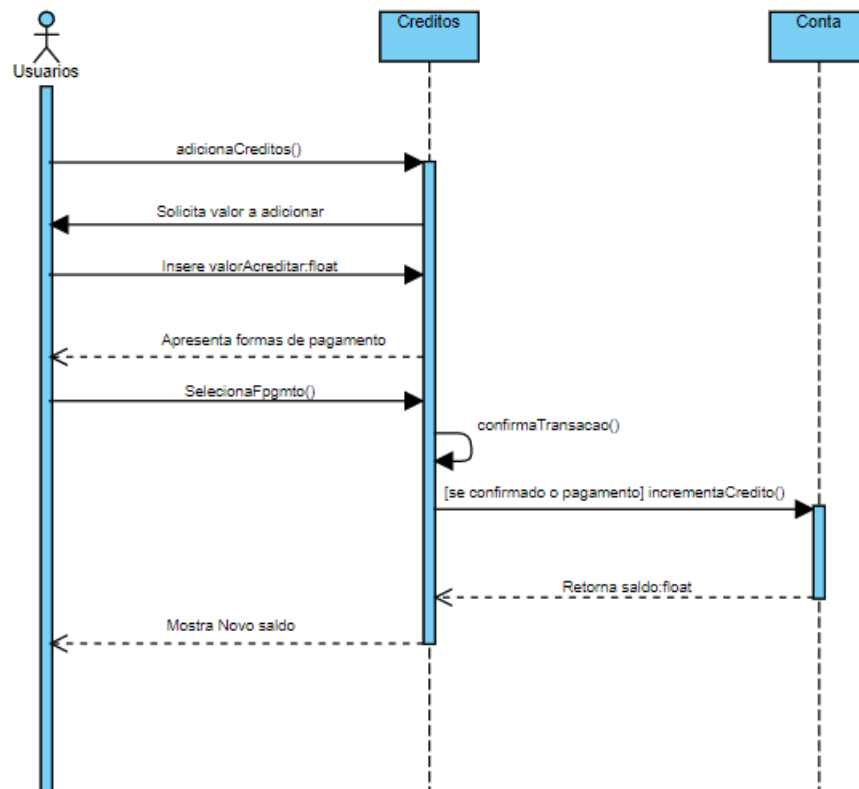 Creditos
Conta
Usuarios
adicionaCreditos()
Solicita valor a adicionar
Insere valorAcreditar:float
Apresenta formas de pagamento
SelecionaFpgmto()
confirmaTransacao()
[se confirmado o pagamento] incrementaCredito()
Retorna saldo:float
Mostra Novo saldo